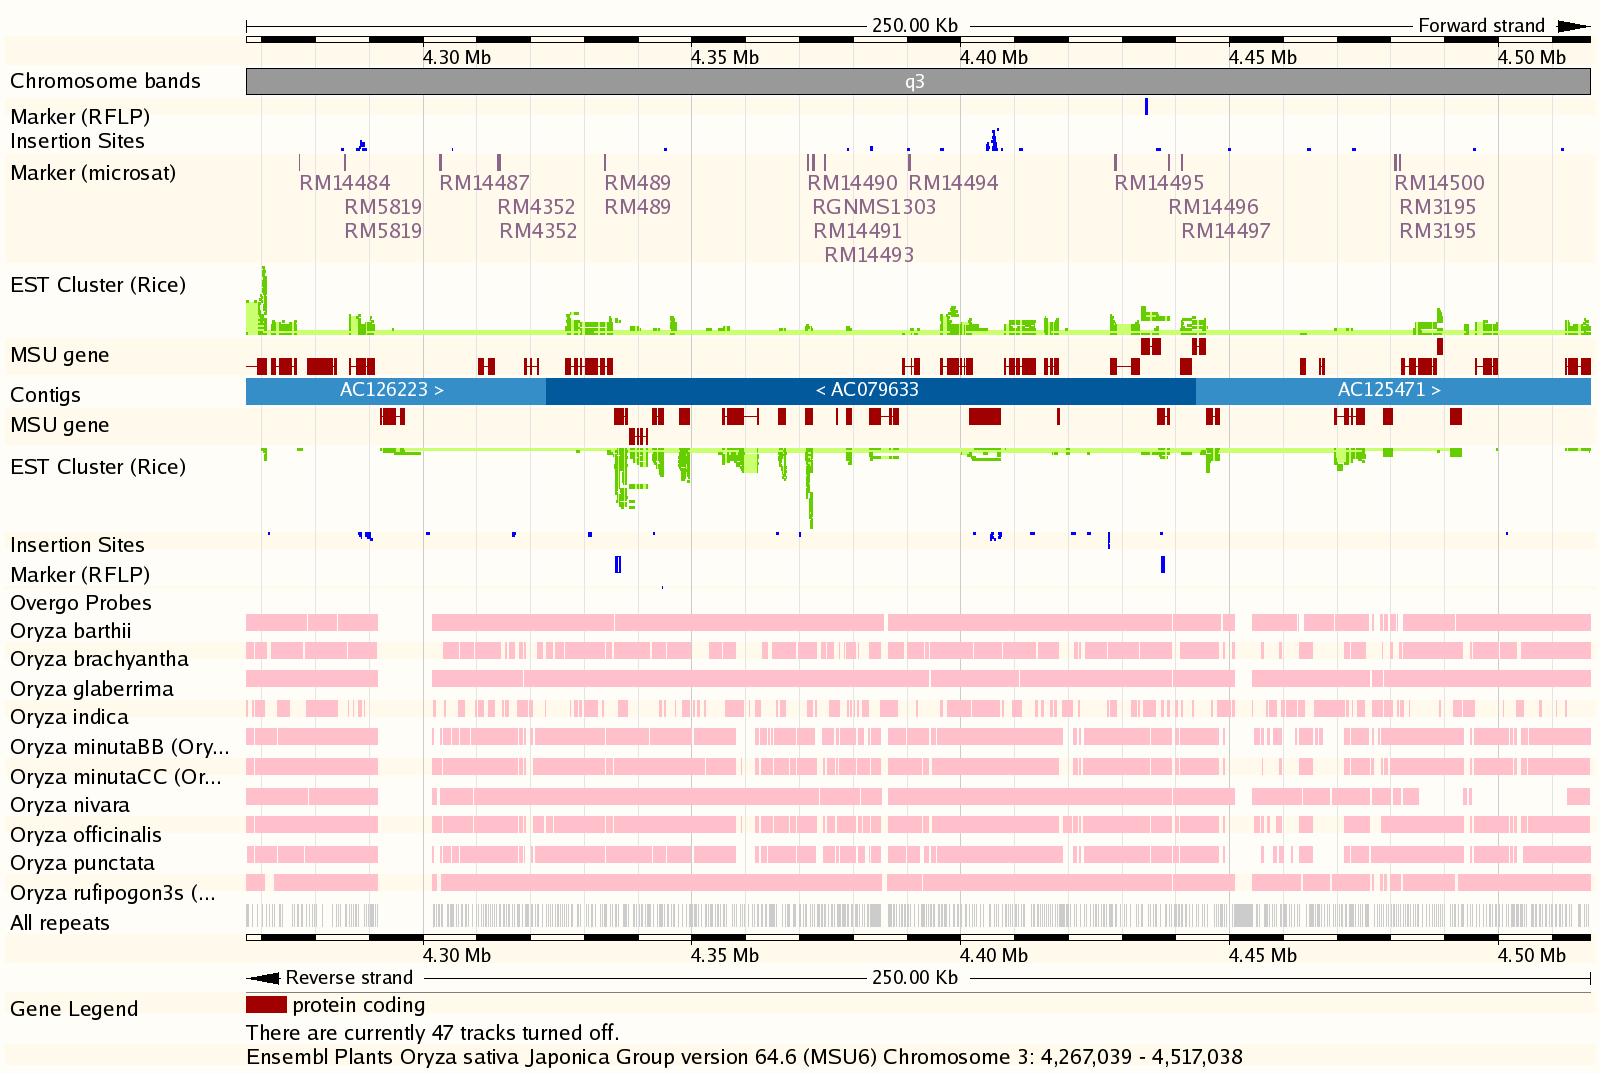 250.00 Kb Forward strand
4.30 Mb 4.35 Mb 4.40 Mb 4.45 Mb 4.50 Mb
Chromosome bands q3
Marker (RFLP)
Insertion Sites
Marker (microsat)
RM14484 RM14487 RM489 RM14490 RM14494 RM14495 RM14500
RM5819 RM4352 RM489 RGNMS1303 RM14496 RM3195
RM5819 RM4352 RM14491 RM14497 RM3195
RM14493
EST Cluster (Rice)
MSU gene
Contigs AC126223 > < AC079633 AC125471 >
MSU gene
EST Cluster (Rice)
Insertion Sites
Marker (RFLP)
Overgo Probes
Oryza barthii
Oryza brachyantha
Oryza glaberrima
Oryza indica
Oryza minutaBB (Ory...
Oryza minutaCC (Or...
Oryza nivara
Oryza officinalis
Oryza punctata
Oryza rufipogon3s (...
All repeats
4.30 Mb 4.35 Mb 4.40 Mb 4.45 Mb 4.50 Mb
Reverse strand 250.00 Kb
Gene Legend protein coding
There are currently 47 tracks turned off.
Ensembl Plants Oryza sativa Japonica Group version 64.6 (MSU6) Chromosome 3: 4,267,039 - 4,517,038